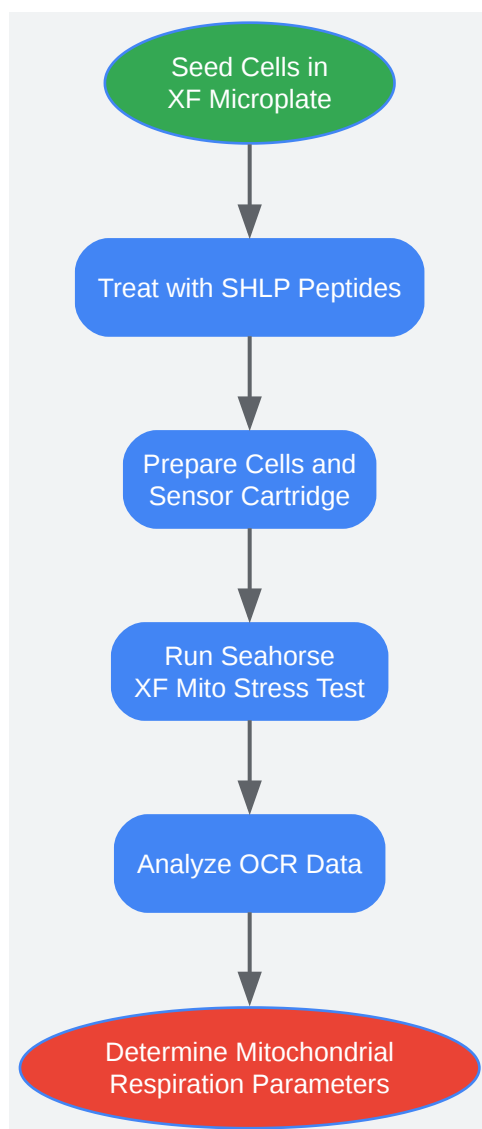 Seed Cells in
XF Microplate
Treat with SHLP Peptides
Prepare Cells and
Sensor Cartridge
Run Seahorse
XF Mito Stress Test
Analyze OCR Data
Determine Mitochondrial
Respiration Parameters